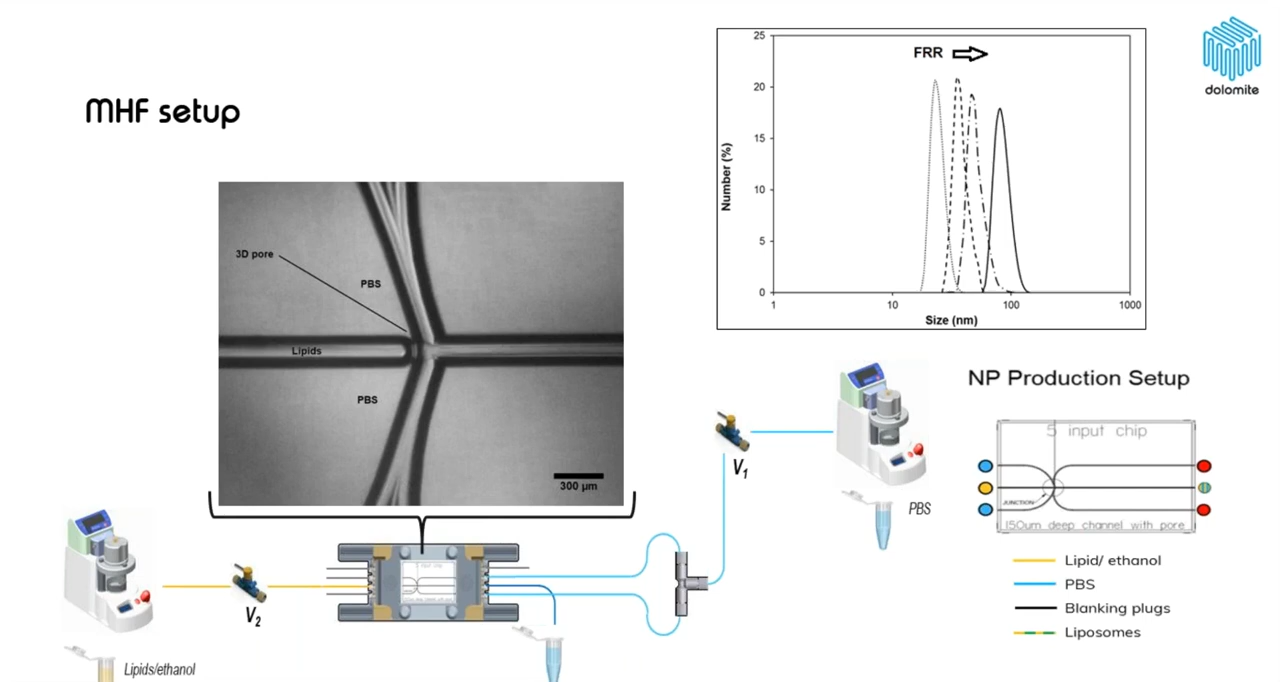 MHF setup
dolomite
FRR
25
20
15
10
5
0
Number (%)
1
10
100
1000
Size (nm)
3D pore
PBS
Lipids
PBS
300 µm
V1
PBS
NP Production Setup
5 input chip
JUNCTION
150um deep channel with pore
Lipid/ ethanol
PBS
Blanking plugs
Liposomes
V2
Lipids/ethanol